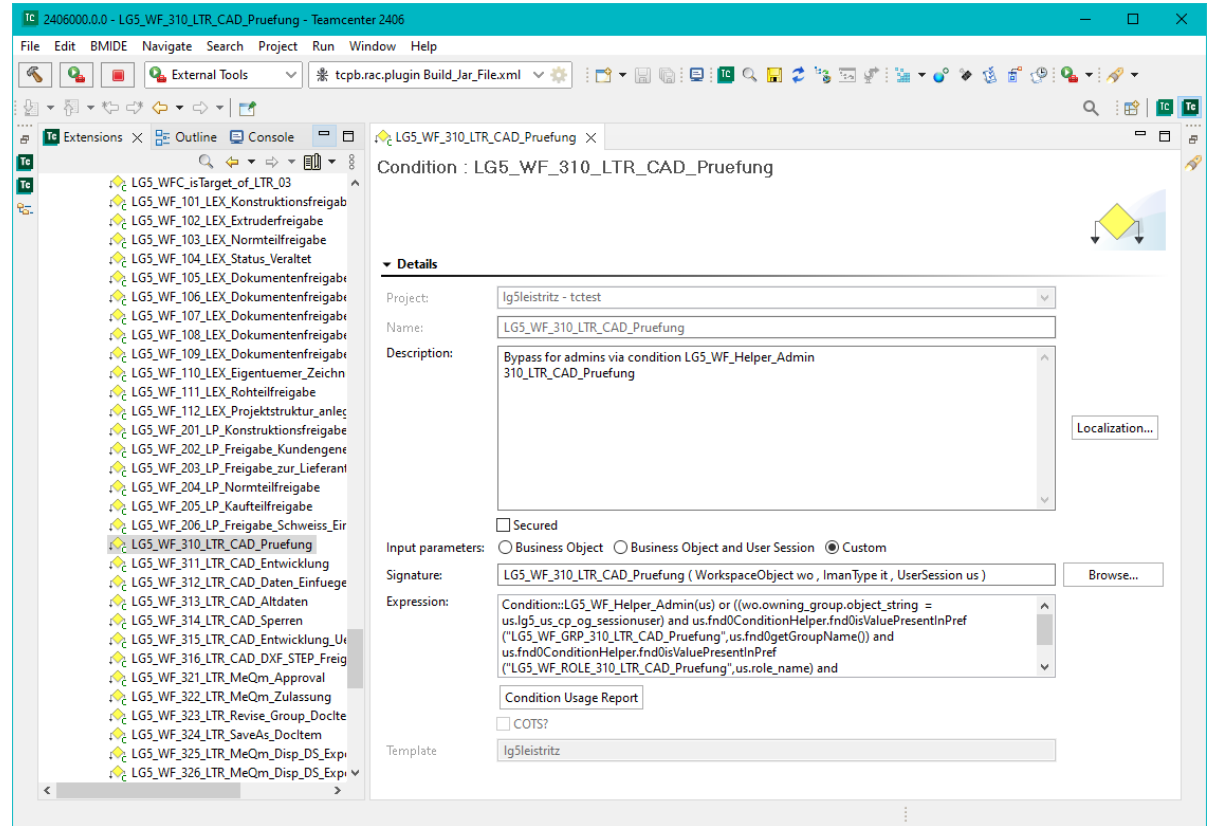 2406000.0.0 - LG5_WF_310_LTR_CAD_Pruefung - Teamcenter 2406
File Edit BMIDE Navigate Search Project Run Window Help
External Tools
tcpb.rac.plugin Build_Jar_File.xml
Extensions
Outline
Console
LG5_WFC_isTarget_of_LTR_03
LG5_WF_101_LEX_Konstruktionsfreigab
LG5_WF_102_LEX_Extruderfreigabe
LG5_WF_103_LEX_Normteilfreigabe
LG5_WF_104_LEX_Status_Veraltet
LG5_WF_105_LEX_Dokumentenfreigabe
LG5_WF_106_LEX_Dokumentenfreigabe
LG5_WF_107_LEX_Dokumentenfreigabe
LG5_WF_108_LEX_Dokumentenfreigabe
LG5_WF_109_LEX_Dokumentenfreigabe
LG5_WF_110_LEX_Eigentuemer_Zeichn
LG5_WF_111_LEX_Rohteilfreigabe
LG5_WF_112_LEX_Projektstruktur_anleg
LG5_WF_201_LP_Konstruktionsfreigabe
LG5_WF_202_LP_Freigabe_Kundengene
LG5_WF_203_LP_Freigabe_zur_Lieferant
LG5_WF_204_LP_Normteilfreigabe
LG5_WF_205_LP_Kaufteilfreigabe
LG5_WF_206_LP_Freigabe_Schweiss_Ein
LG5_WF_310_LTR_CAD_Pruefung
LG5_WF_311_LTR_CAD_Entwicklung
LG5_WF_312_LTR_CAD_Daten_Einfuege
LG5_WF_313_LTR_CAD_Altdaten
LG5_WF_314_LTR_CAD_Sperren
LG5_WF_315_LTR_CAD_Entwicklung_Ue
LG5_WF_316_LTR_CAD_DXF_STEP_Freig
LG5_WF_321_LTR_MeQm_Approval
LG5_WF_322_LTR_MeQm_Zulassung
LG5_WF_323_LTR_Revise_Group_DocIte
LG5_WF_324_LTR_SaveAs_DocItem
LG5_WF_325_LTR_MeQm_Disp_DS_Expo
LG5_WF_326_LTR_MeQm_Disp_DS_Expo
LG5_WF_310_LTR_CAD_Pruefung
Condition : LG5_WF_310_LTR_CAD_Pruefung
Details
Project: lg5leistritz - tctest
Name: LG5_WF_310_LTR_CAD_Pruefung
Description: Bypass for admins via condition LG5_WF_Helper_Admin
310_LTR_CAD_Pruefung
Localization...
Secured
Input parameters: Business Object Business Object and User Session Custom
Signature: LG5_WF_310_LTR_CAD_Pruefung ( WorkspaceObject wo , ImanType it , UserSession us ) Browse...
Expression: Condition::LG5_WF_Helper_Admin(us) or ((wo.owning_group.object_string =
us.lg5_us_cp_og_sessionuser) and us.fnd0ConditionHelper.fnd0isValuePresentInPref
("LG5_WF_GRP_310_LTR_CAD_Pruefung",us.fnd0getGroupName()) and
us.fnd0ConditionHelper.fnd0isValuePresentInPref
("LG5_WF_ROLE_310_LTR_CAD_Pruefung",us.role_name) and
Condition Usage Report
COTS?
Template lg5leistritz